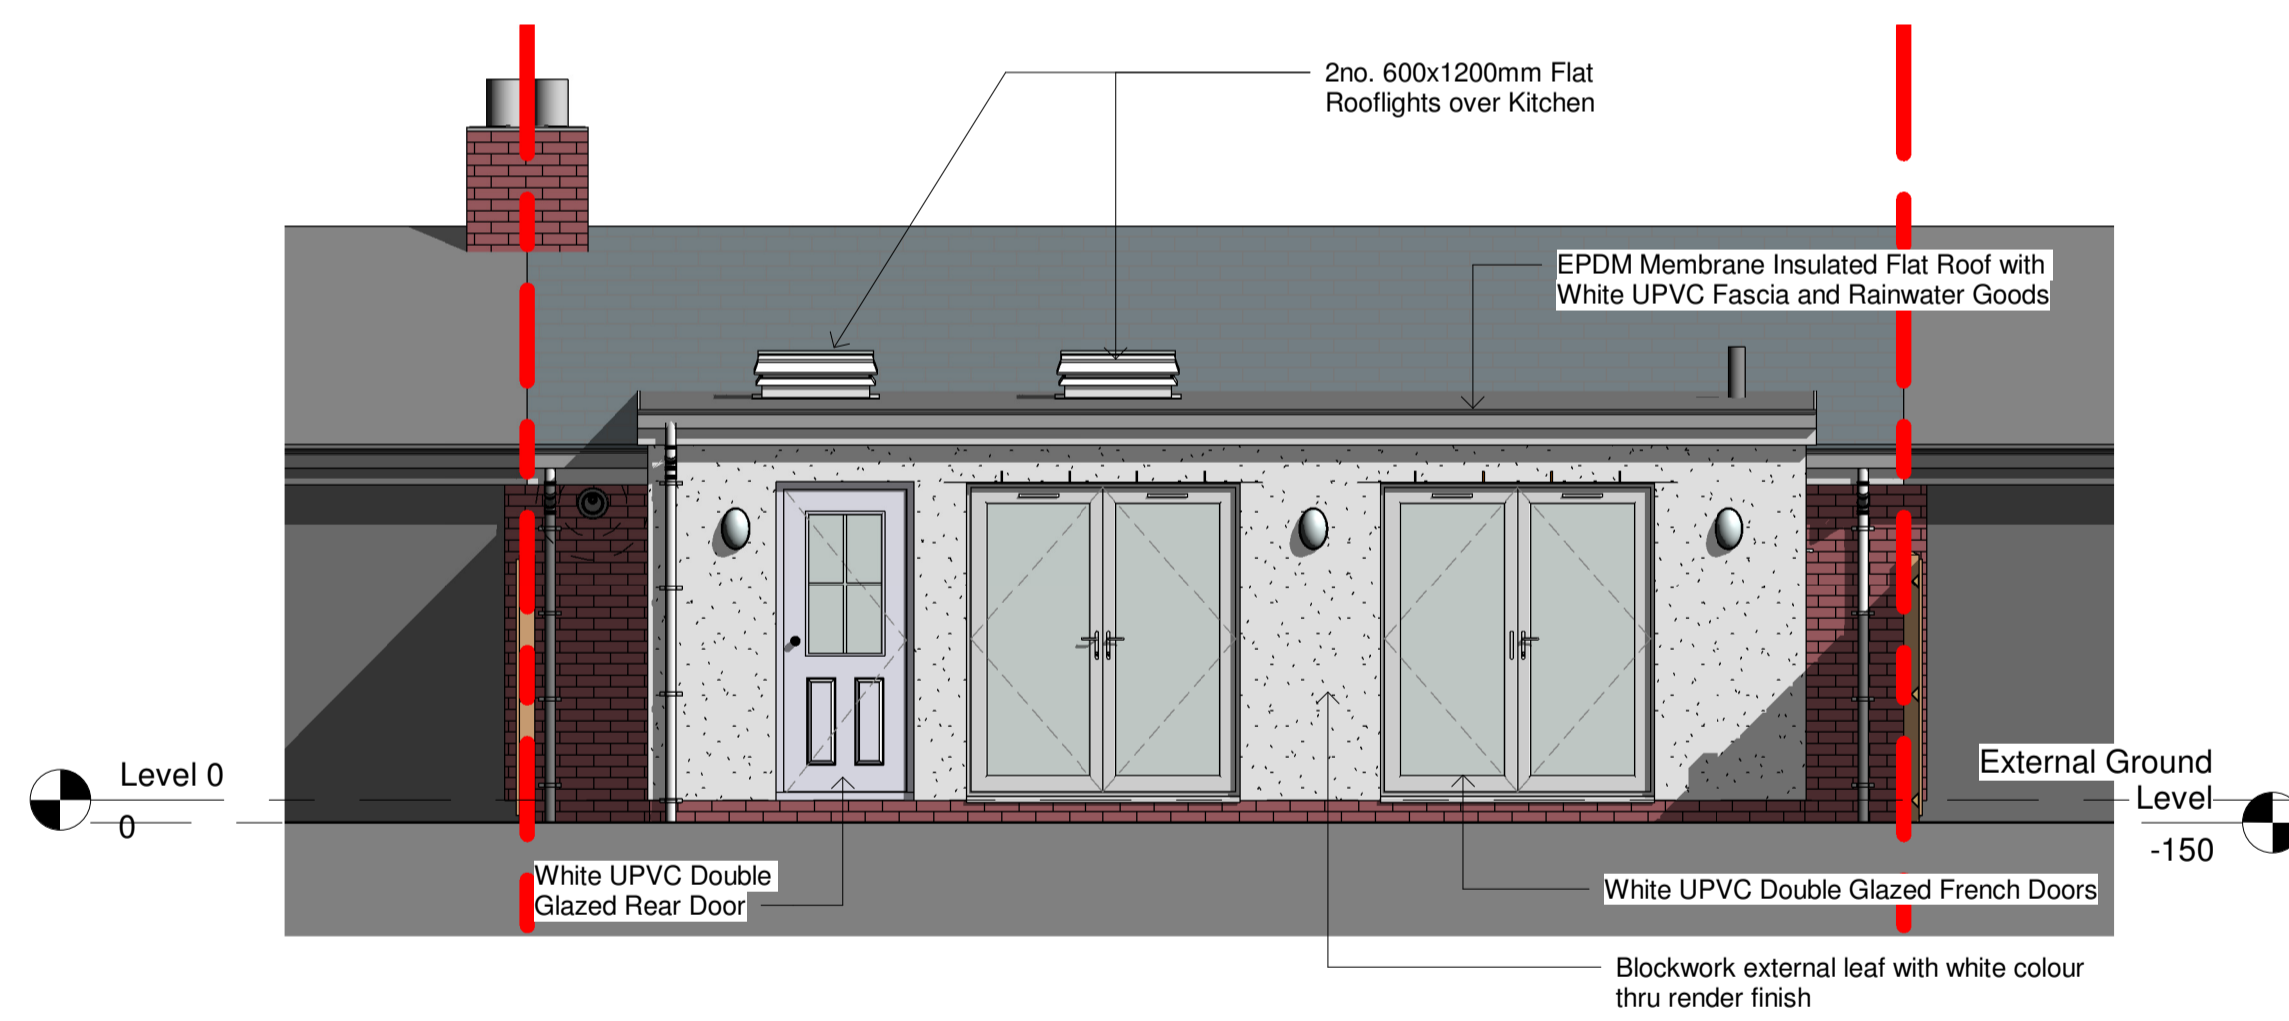 2no. 600x1200mm Flat
Rooflights over Kitchen
EPDM Membrane Insulated Flat Roof with
White UPVC Fascia and Rainwater Goods
Level 0
0
External Ground
Level
-150
White UPVC Double
Glazed Rear Door
White UPVC Double Glazed French Doors
Blockwork external leaf with white colour
thru render finish